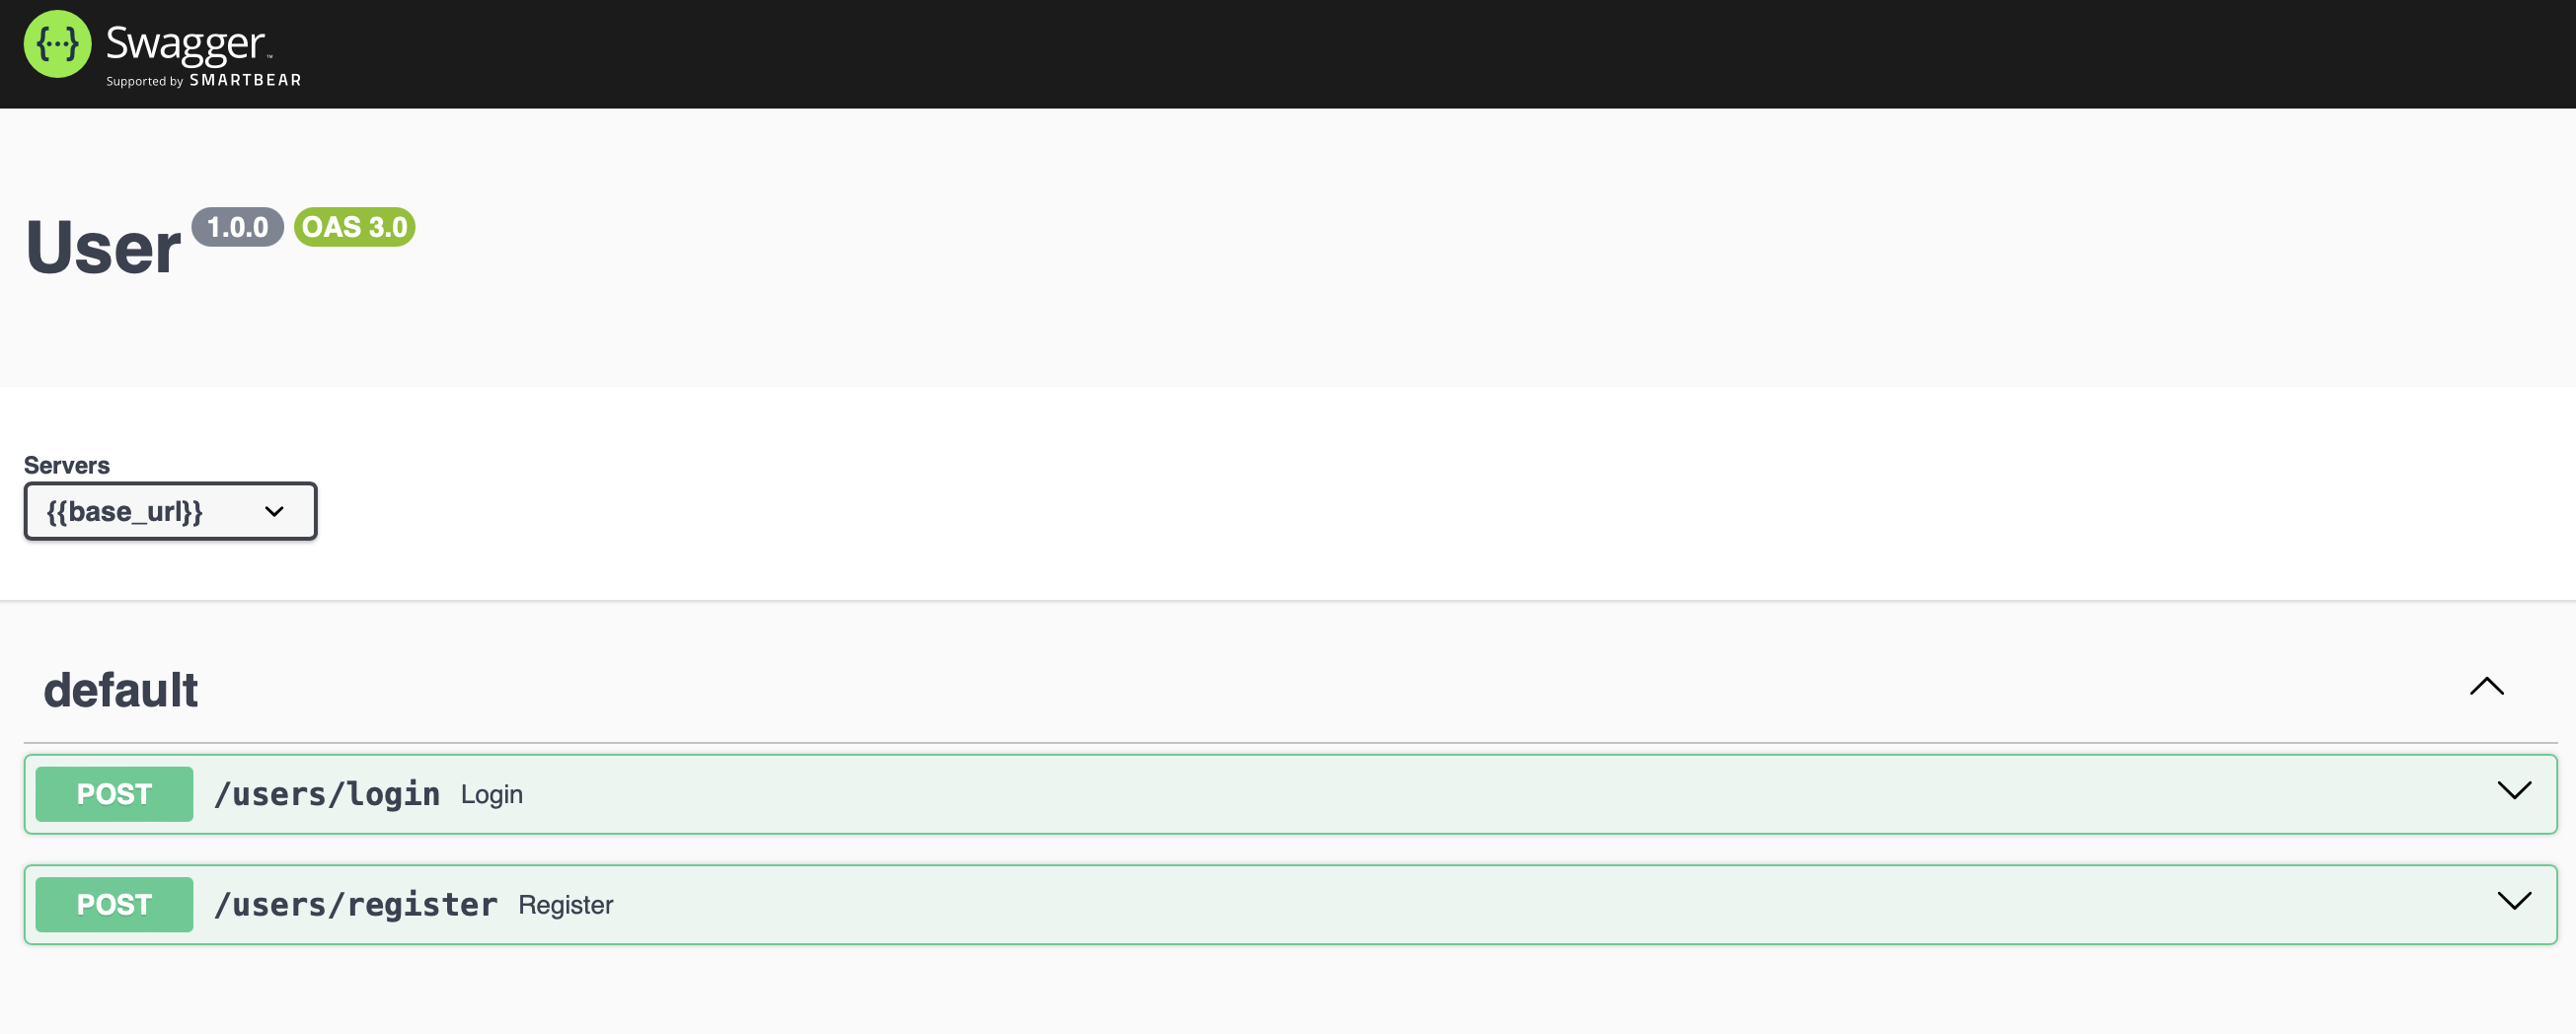 {...} Swagger™
Supported by SMARTBEAR
User 1.0.0 OAS 3.0
Servers
{{base_url}}
default
POST /users/login Login
POST /users/register Register